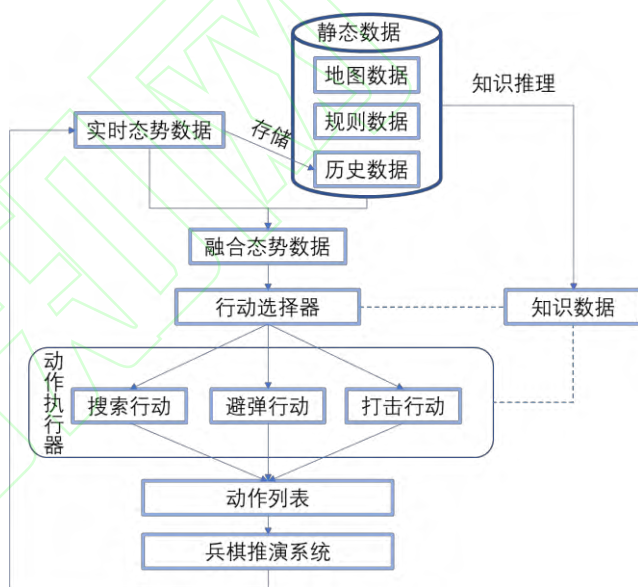 静态数据
地图数据
知识推理
规则数据
实时态势数据
存储
历史数据
融合态势数据
行动选择器
知识数据
动作执行器
搜索行动
避弹行动
打击行动
动作列表
兵棋推演系统